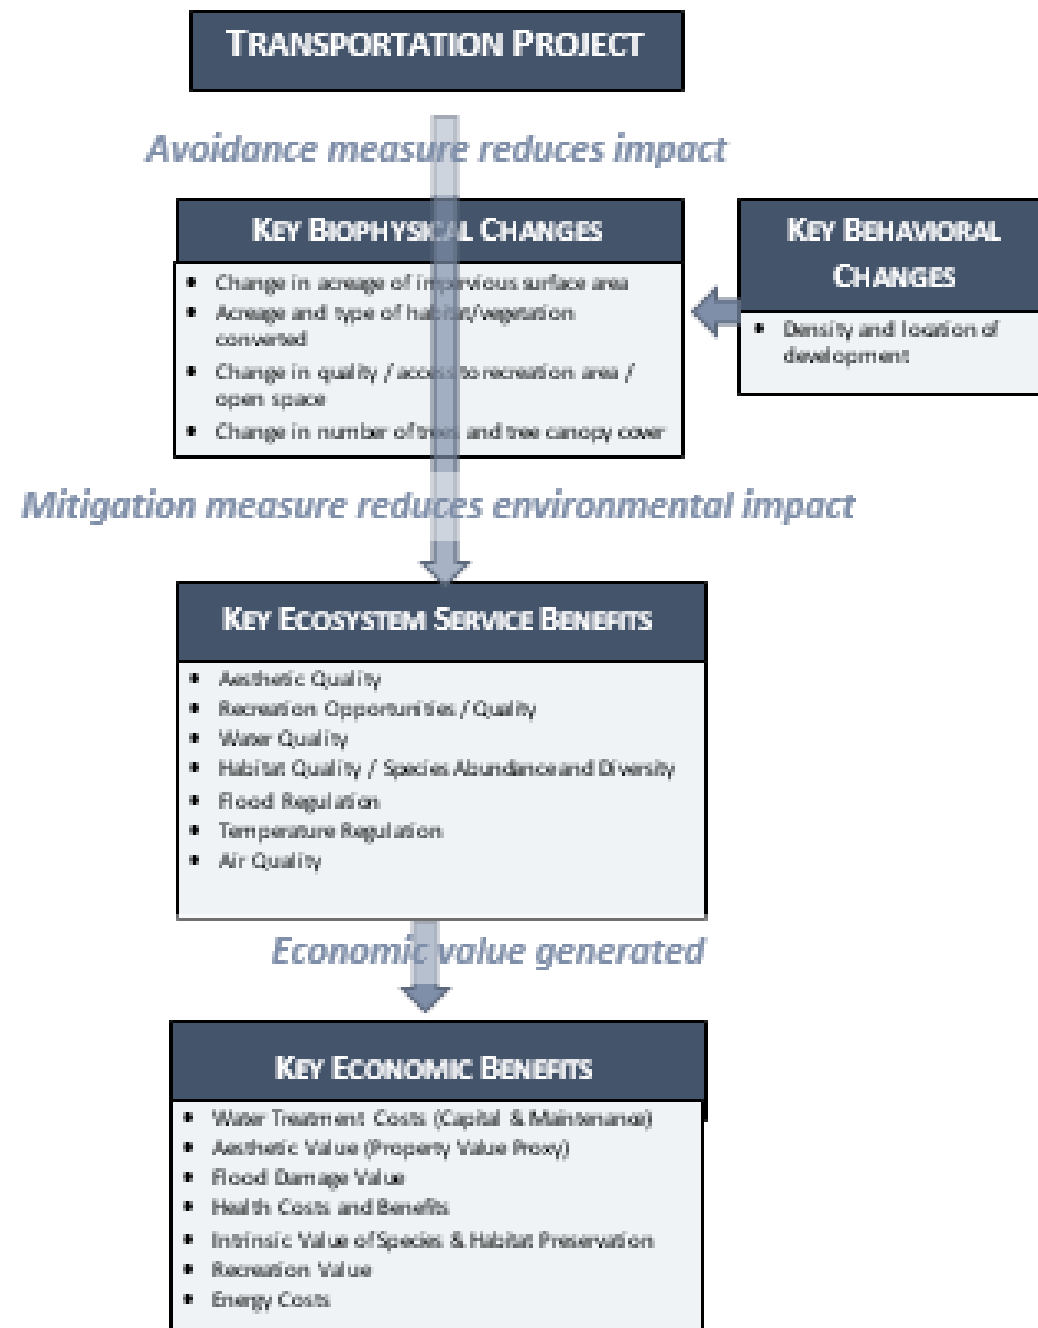 TRANSPORTATION PROJECT
Avoidance measure reduces impact
KEY BIOPHYSICAL CHANGES
• Change in acreage of impervious surface area
• Acreage and type of habitat/vegetation
converted
• Change in quality / access to recreation area /
open space
• Change in number of trees and tree canopy cover
KEY BEHAVIORAL
CHANGES
• Density and location of
development
Mitigation measure reduces environmental impact
KEY ECOSYSTEM SERVICE BENEFITS
• Aesthetic Quality
• Recreation Opportunities / Quality
• Water Quality
• Habitat Quality / Species Abundance and Diversity
• Flood Regulation
• Temperature Regulation
• Air Quality
Economic value generated
KEY ECONOMIC BENEFITS
• Water Treatment Costs (Capital & Maintenance)
• Aesthetic Value (Property Value Proxy)
• Flood Damage Value
• Health Costs and Benefits
• Intrinsic Value of Species & Habitat Preservation
• Recreation Value
• Energy Costs